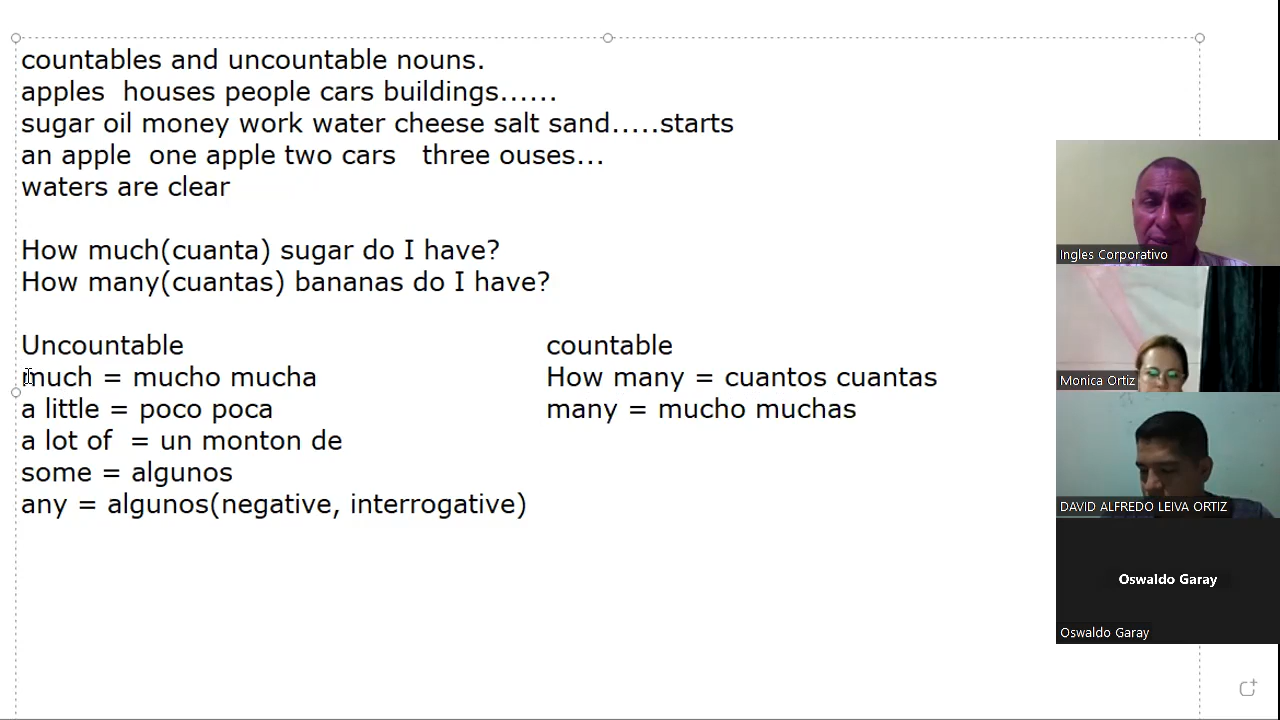 countables and uncountable nouns.
apples  houses people cars buildings......
sugar oil money work water cheese salt sand.....starts
an apple  one apple two cars   three ouses...
waters are clear
How much(cuanta) sugar do I have?
How many(cuantas) bananas do I have?
Uncountable
much = mucho mucha
a little = poco poca
a lot of  = un monton de
some = algunos
any = algunos(negative, interrogative)
countable
How many = cuantos cuantas
many = mucho muchas
Ingles Corporativo
Monica Ortiz
DAVID ALFREDO LEIVA ORTIZ
Oswaldo Garay
Oswaldo Garay